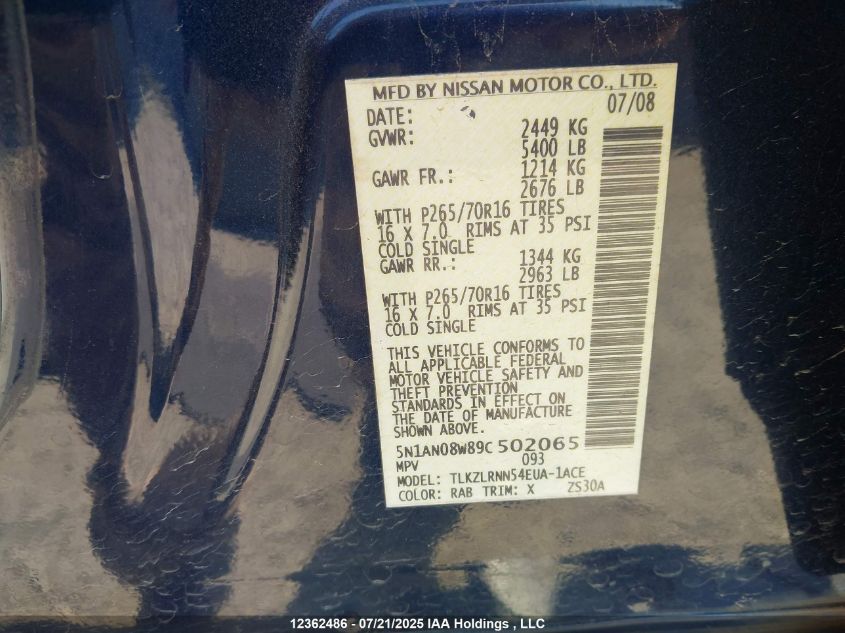 MFD BY NISSAN MOTOR CO., LTD.
DATE: 07/08
GVWR: 2449 KG
5400 LB
GAWR FR.: 1214 KG
2676 LB
WITH P265/70R16 TIRES
16 X 7.0 RIMS AT 35 PSI
COLD SINGLE
GAWR RR.: 1344 KG
2963 LB
WITH P265/70R16 TIRES
16 X 7.0 RIMS AT 35 PSI
COLD SINGLE
THIS VEHICLE CONFORMS TO
ALL APPLICABLE FEDERAL
MOTOR VEHICLE SAFETY AND
THEFT PREVENTION
STANDARDS IN EFFECT ON
THE DATE OF MANUFACTURE
SHOWN ABOVE.
5N1AN08W89C502065
MPV 093
MODEL: TLKZLRNN54EUA-1ACE
COLOR: RAB TRIM: X ZS30A
12362486 - 07/21/2025 IAA Holdings , LLC